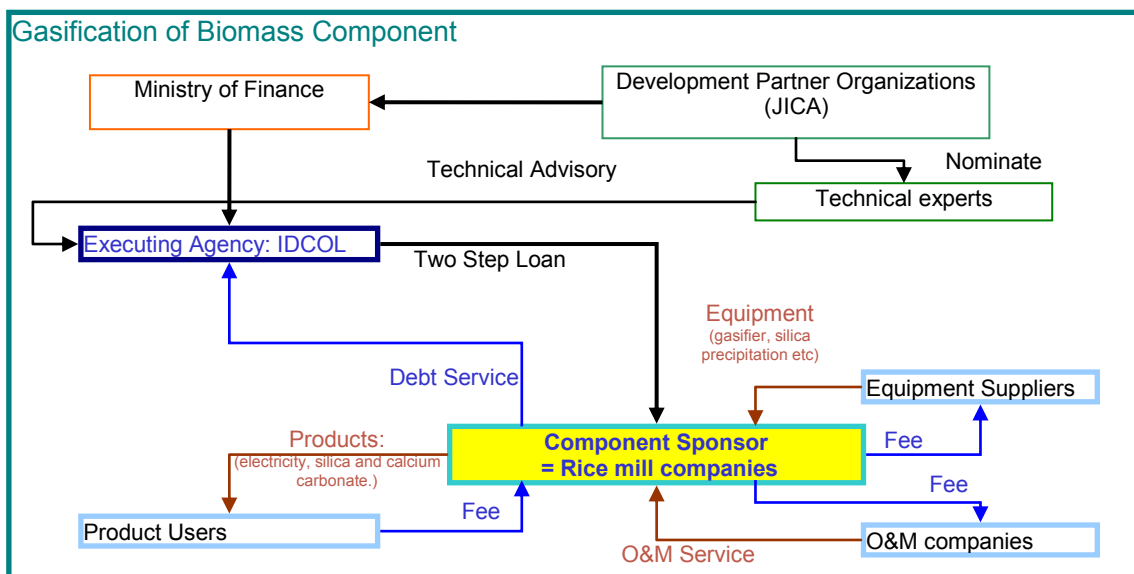 Gasification of Biomass Component
Ministry of Finance
Development Partner Organizations
(JICA)
Technical Advisory
Nominate
Technical experts
Executing Agency: IDCOL
Two Step Loan
Equipment
(gasifier, silica
precipitation etc)
Debt Service
Equipment Suppliers
Products:
(electricity, silica and calcium
carbonate.)
Component Sponsor
= Rice mill companies
Fee
Fee
Fee
Product Users
O&M Service
O&M companies